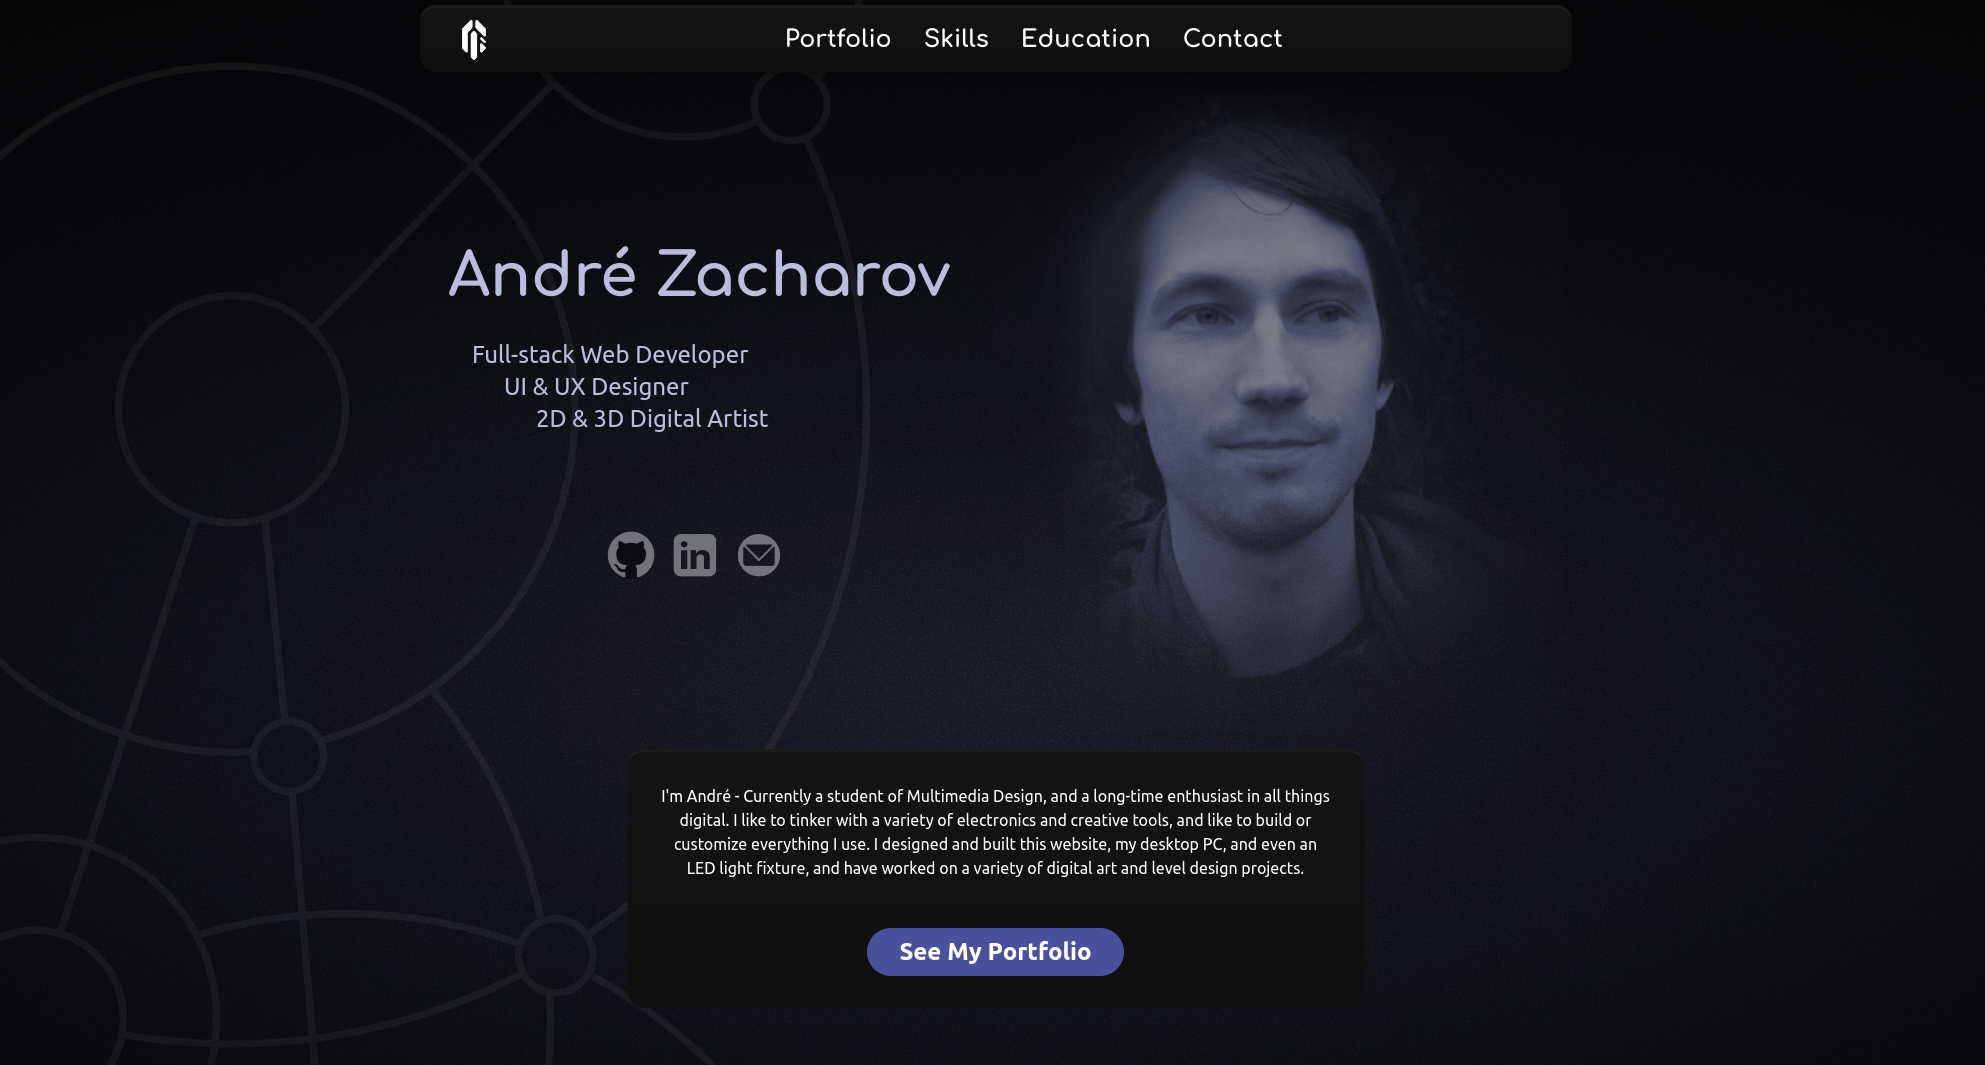 Portfolio Skills Education Contact
André Zacharov
Full-stack Web Developer
UI & UX Designer
2D & 3D Digital Artist
in
I'm André - Currently a student of Multimedia Design, and a long-time enthusiast in all things
digital. I like to tinker with a variety of electronics and creative tools, and like to build or
customize everything I use. I designed and built this website, my desktop PC, and even an
LED light fixture, and have worked on a variety of digital art and level design projects.
See My Portfolio